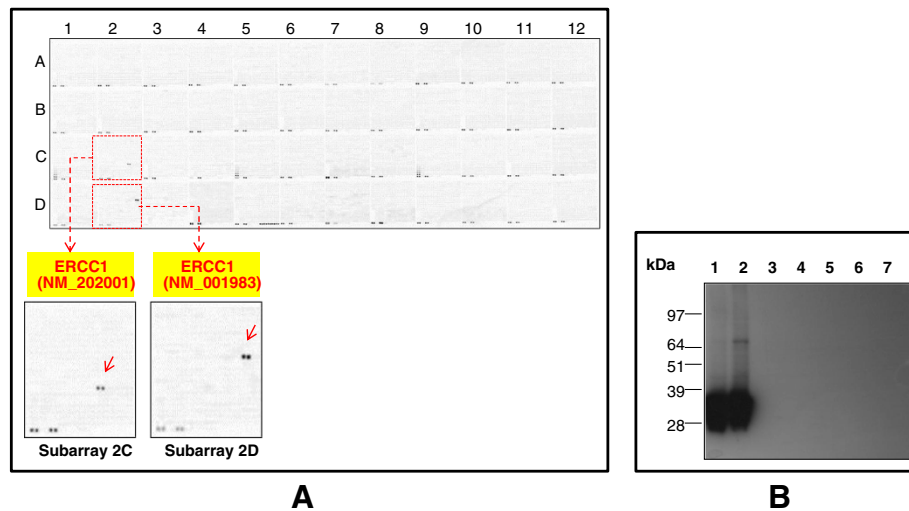 1 2 3 4 5 6 7 8 9 10 11 12
A
B
C
D
ERCC1
(NM_202001)
ERCC1
(NM_001983)
Subarray 2C
Subarray 2D
A
kDa 1 2 3 4 5 6 7
97
64
51
39
28
B